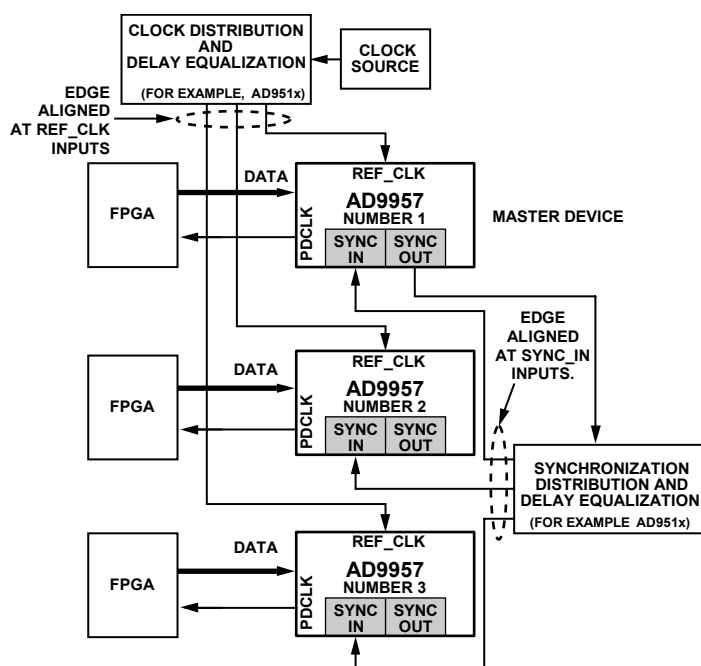 CLOCK DISTRIBUTION
AND
DELAY EQUALIZATION
(FOR EXAMPLE, AD951x)
CLOCK
SOURCE
EDGE
ALIGNED
AT REF_CLK
INPUTS
FPGA
DATA
REF_CLK
AD9957
NUMBER 1
PDCLK
SYNC
IN
SYNC
OUT
MASTER DEVICE
EDGE
ALIGNED
AT SYNC_IN
INPUTS.
FPGA
DATA
REF_CLK
AD9957
NUMBER 2
PDCLK
SYNC
IN
SYNC
OUT
SYNCHRONIZATION
DISTRIBUTION AND
DELAY EQUALIZATION
(FOR EXAMPLE AD951x)
FPGA
DATA
REF_CLK
AD9957
NUMBER 3
PDCLK
SYNC
IN
SYNC
OUT